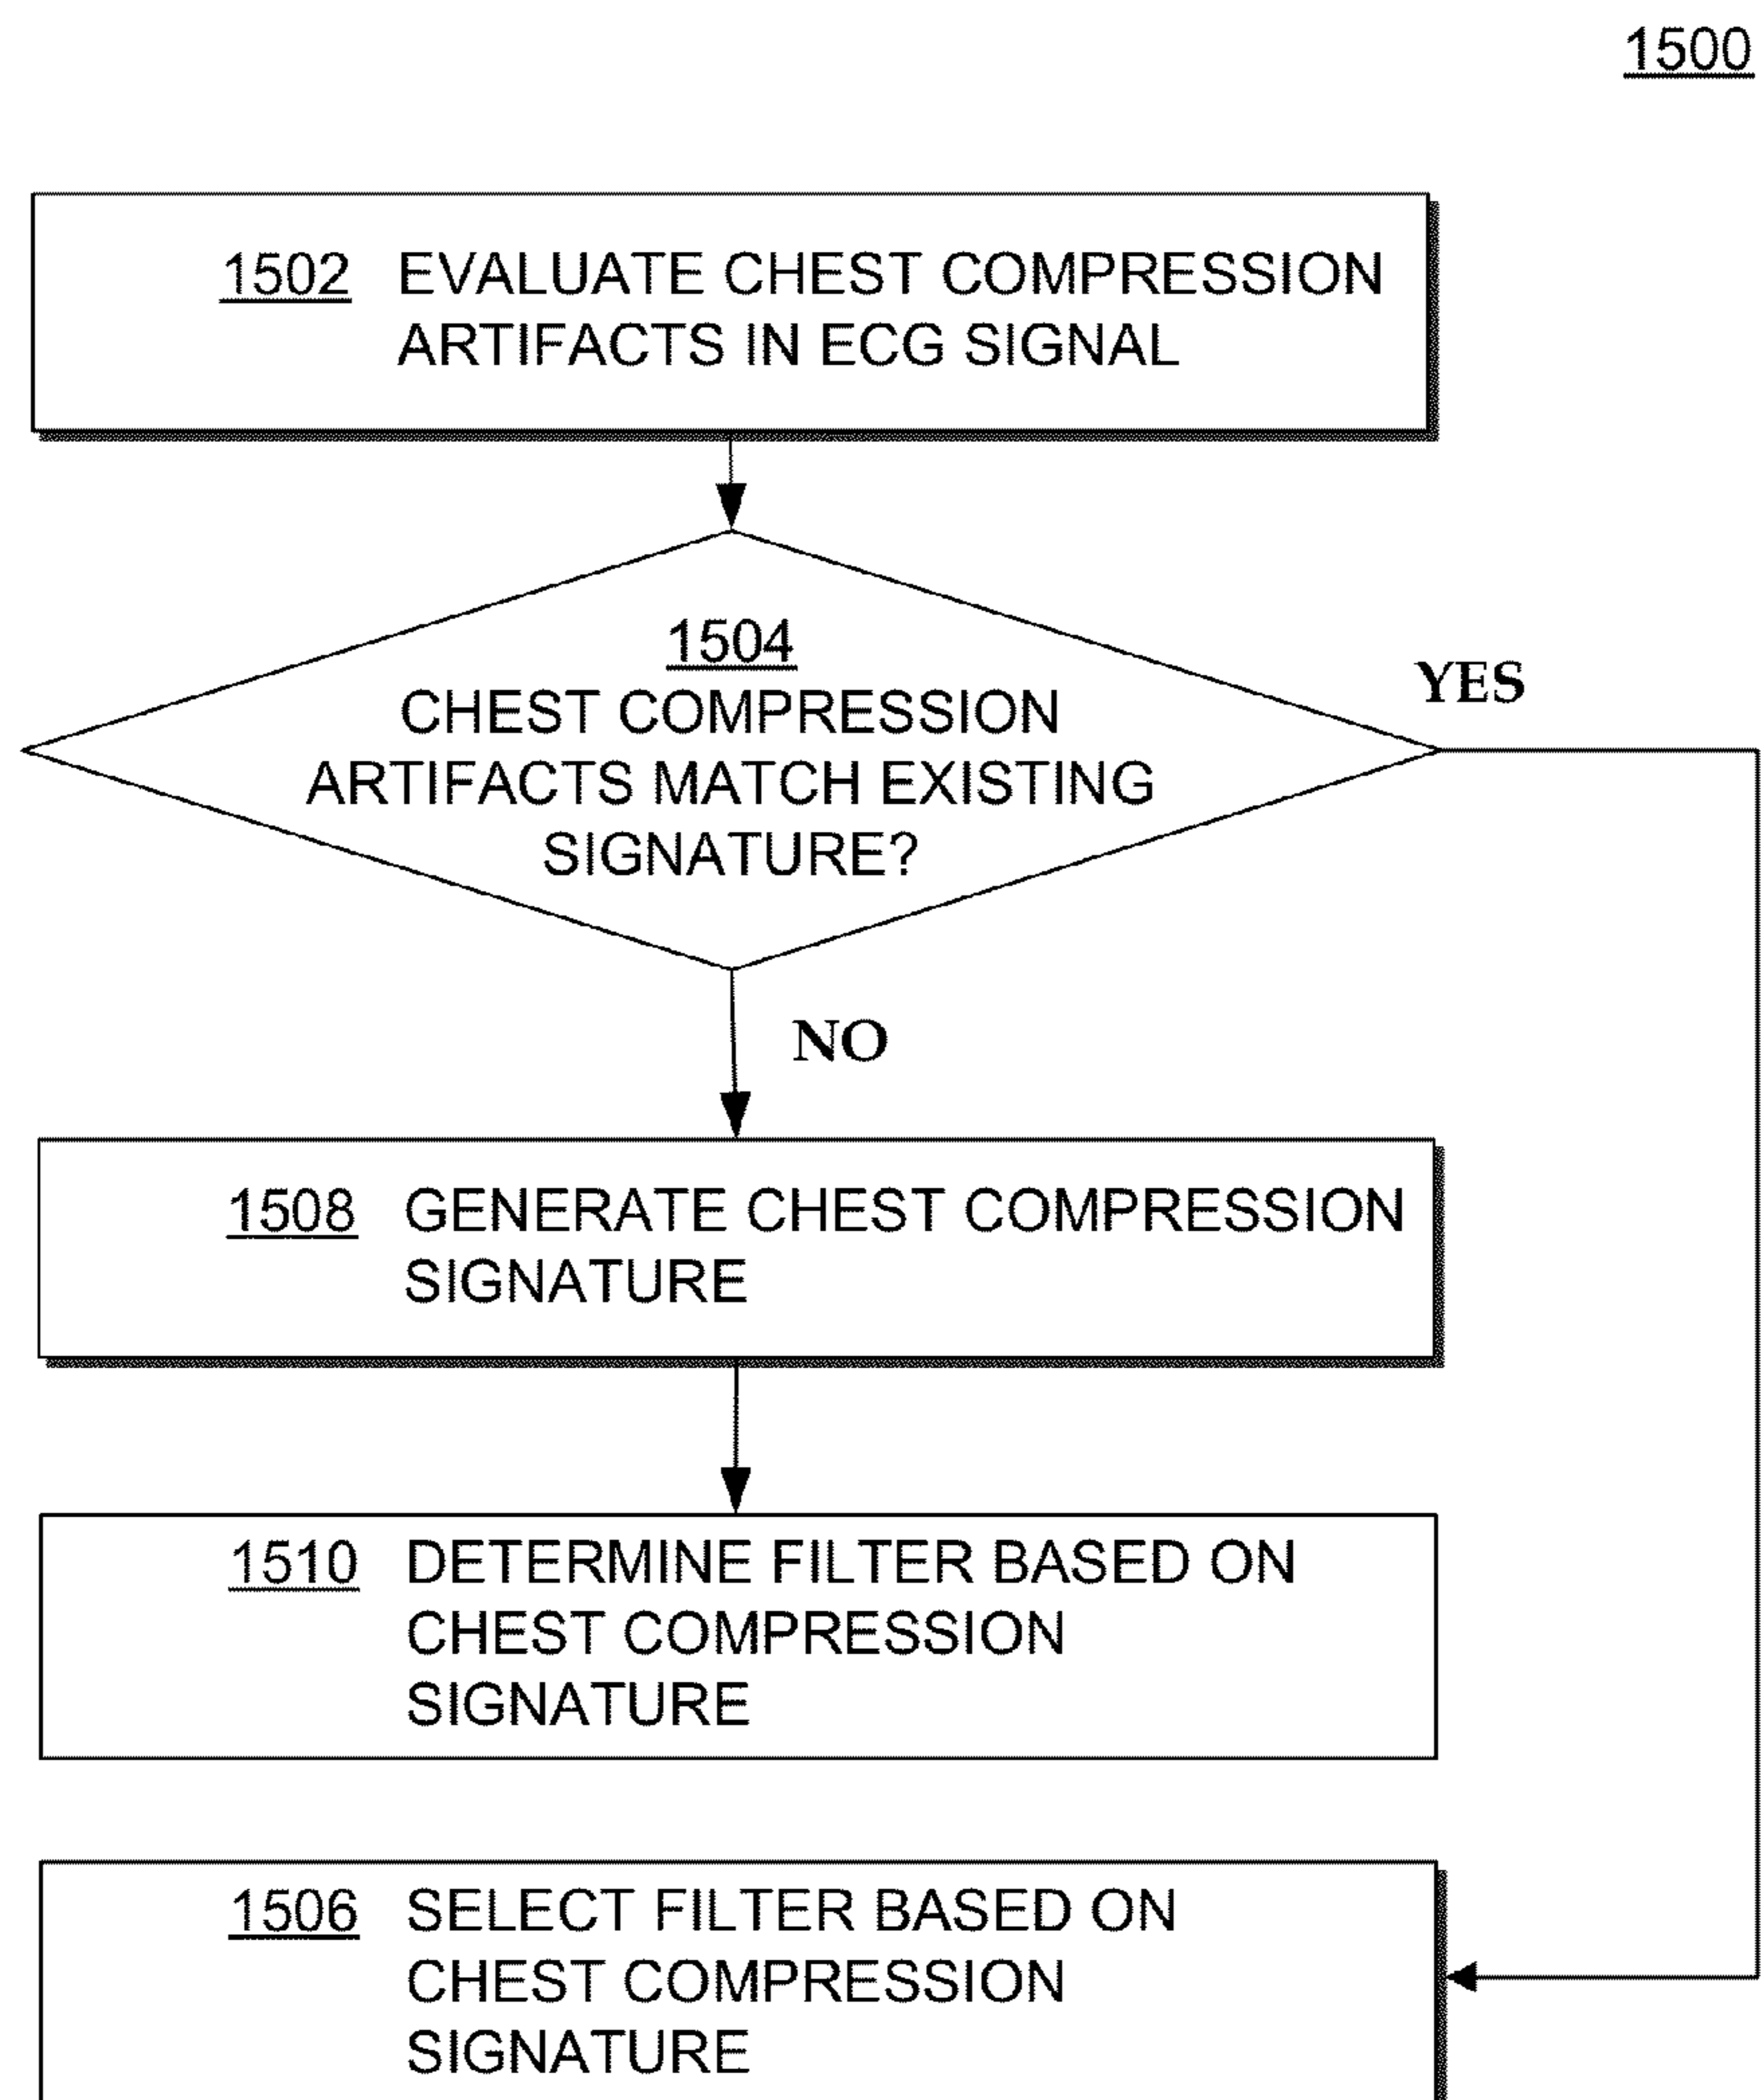 1500
1502 EVALUATE CHEST COMPRESSION
ARTIFACTS IN ECG SIGNAL
1504
CHEST COMPRESSION
ARTIFACTS MATCH EXISTING
SIGNATURE?
YES
NO
1508 GENERATE CHEST COMPRESSION
SIGNATURE
1510 DETERMINE FILTER BASED ON
CHEST COMPRESSION
SIGNATURE
1506 SELECT FILTER BASED ON
CHEST COMPRESSION
SIGNATURE